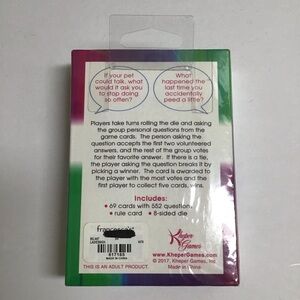 If your pet
could talk, what
would it ask you
to stop doing
so often?
What
happened the
last time you
accidentally
peed a little?
Players take turns rolling the die and asking
the group personal questions from the
game cards. The person asking the
question accepts the first two volunteered
answers, and the rest of the group votes
for their favorite answer. If there is a tie,
the player asking the question breaks it by
picking a winner. The card is awarded to
the player with the most votes and the
first player to collect five cards, wins.
Includes:
• 69 cards with 552 questions
• rule card • 8-sided die
francesca's
617165
MADE IN CHINA
THIS IS AN ADULT PRODUCT.
Kheper
Games
www.KheperGames.com
© 2017, Kheper Games, Inc
Made in China